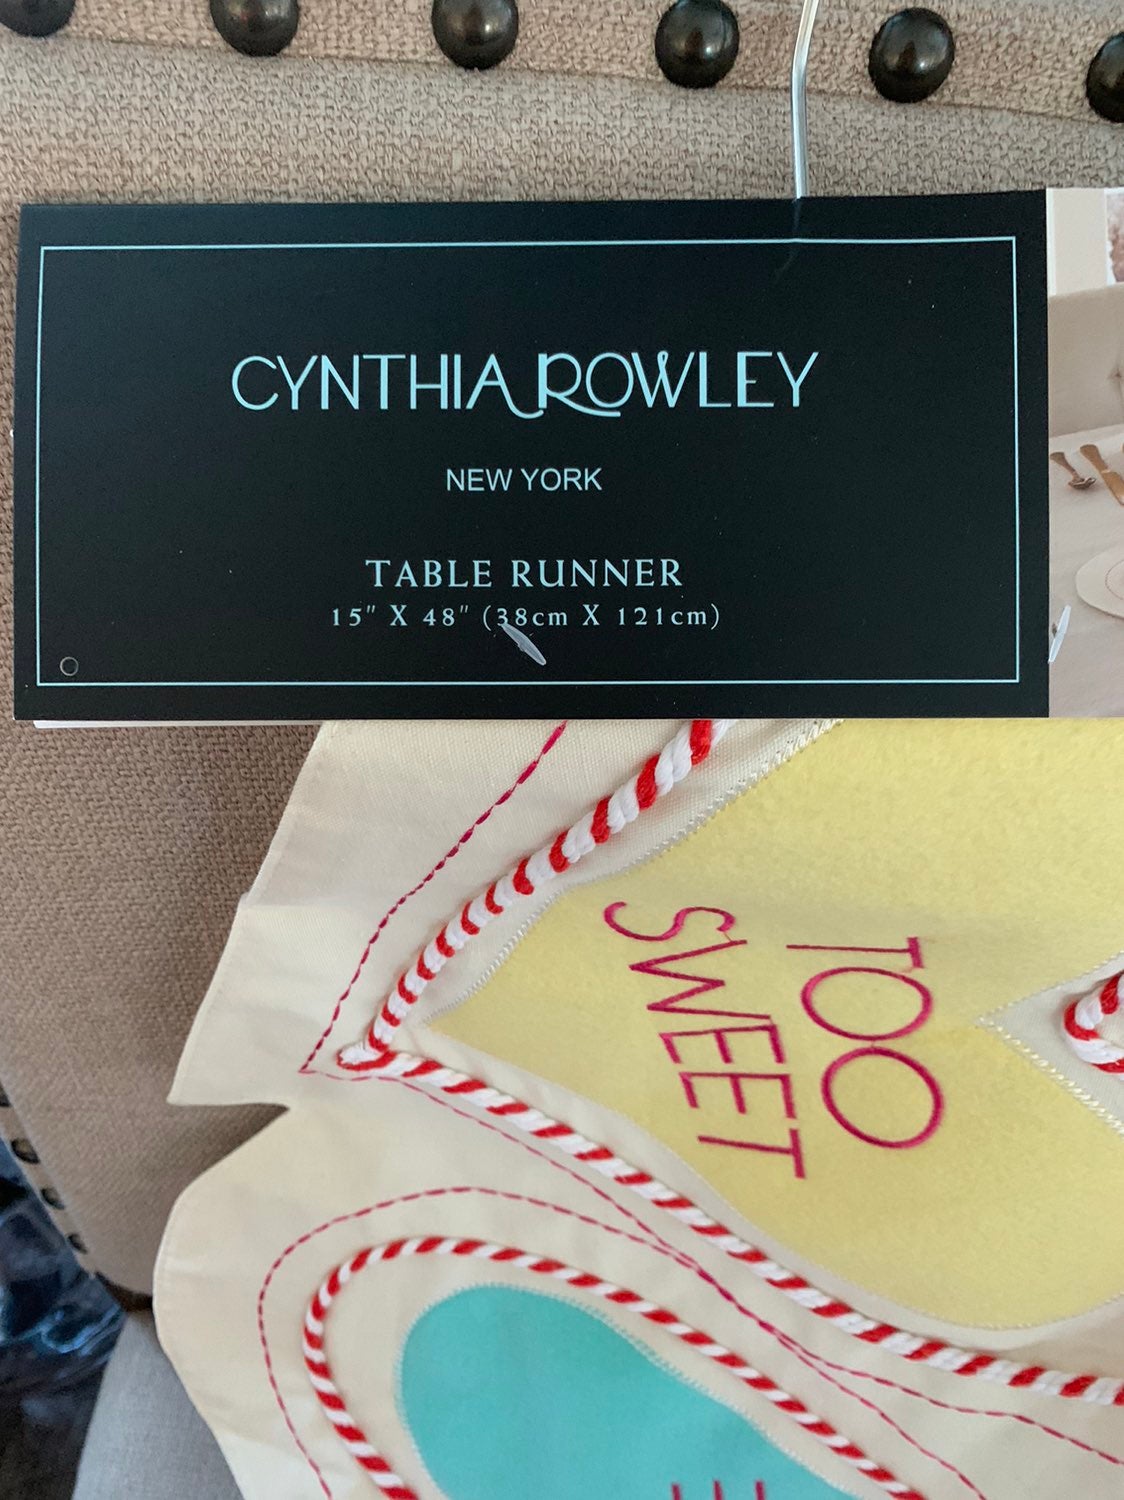 CYNTHIA ROWLEY
NEW YORK
TABLE RUNNER
15" X 48" (38cm X 121cm)
TOO
SWEET